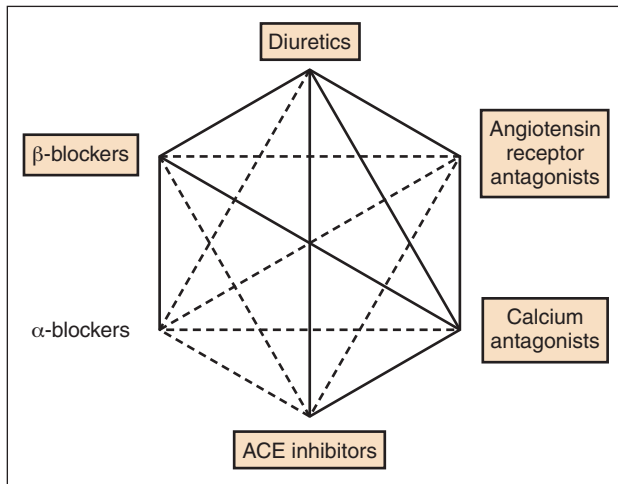 Diuretics
β-blockers
Angiotensin
receptor
antagonists
α-blockers
Calcium
antagonists
ACE inhibitors